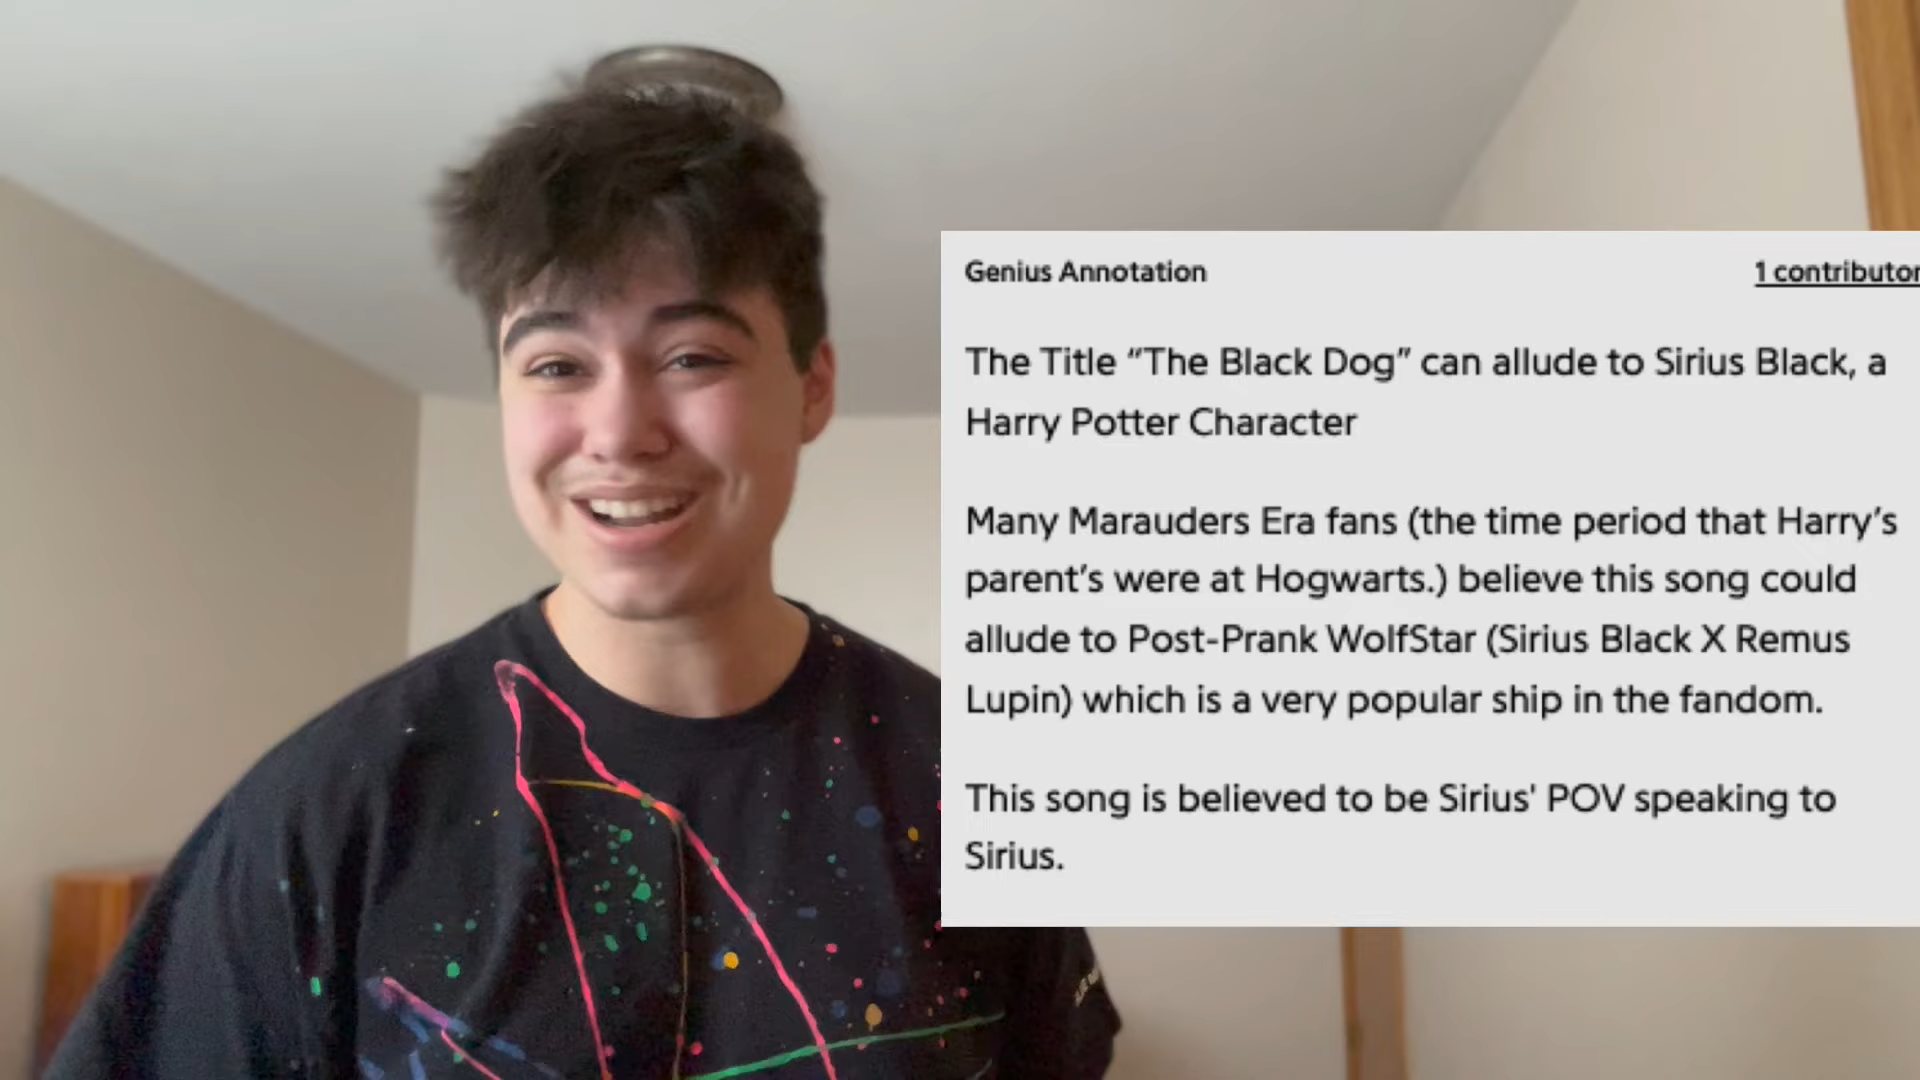 Genius Annotation
1 contributor
The Title “The Black Dog” can allude to Sirius Black, a
Harry Potter Character
Many Marauders Era fans (the time period that Harry’s
parent’s were at Hogwarts.) believe this song could
allude to Post-Prank WolfStar (Sirius Black X Remus
Lupin) which is a very popular ship in the fandom.
This song is believed to be Sirius' POV speaking to
Sirius.